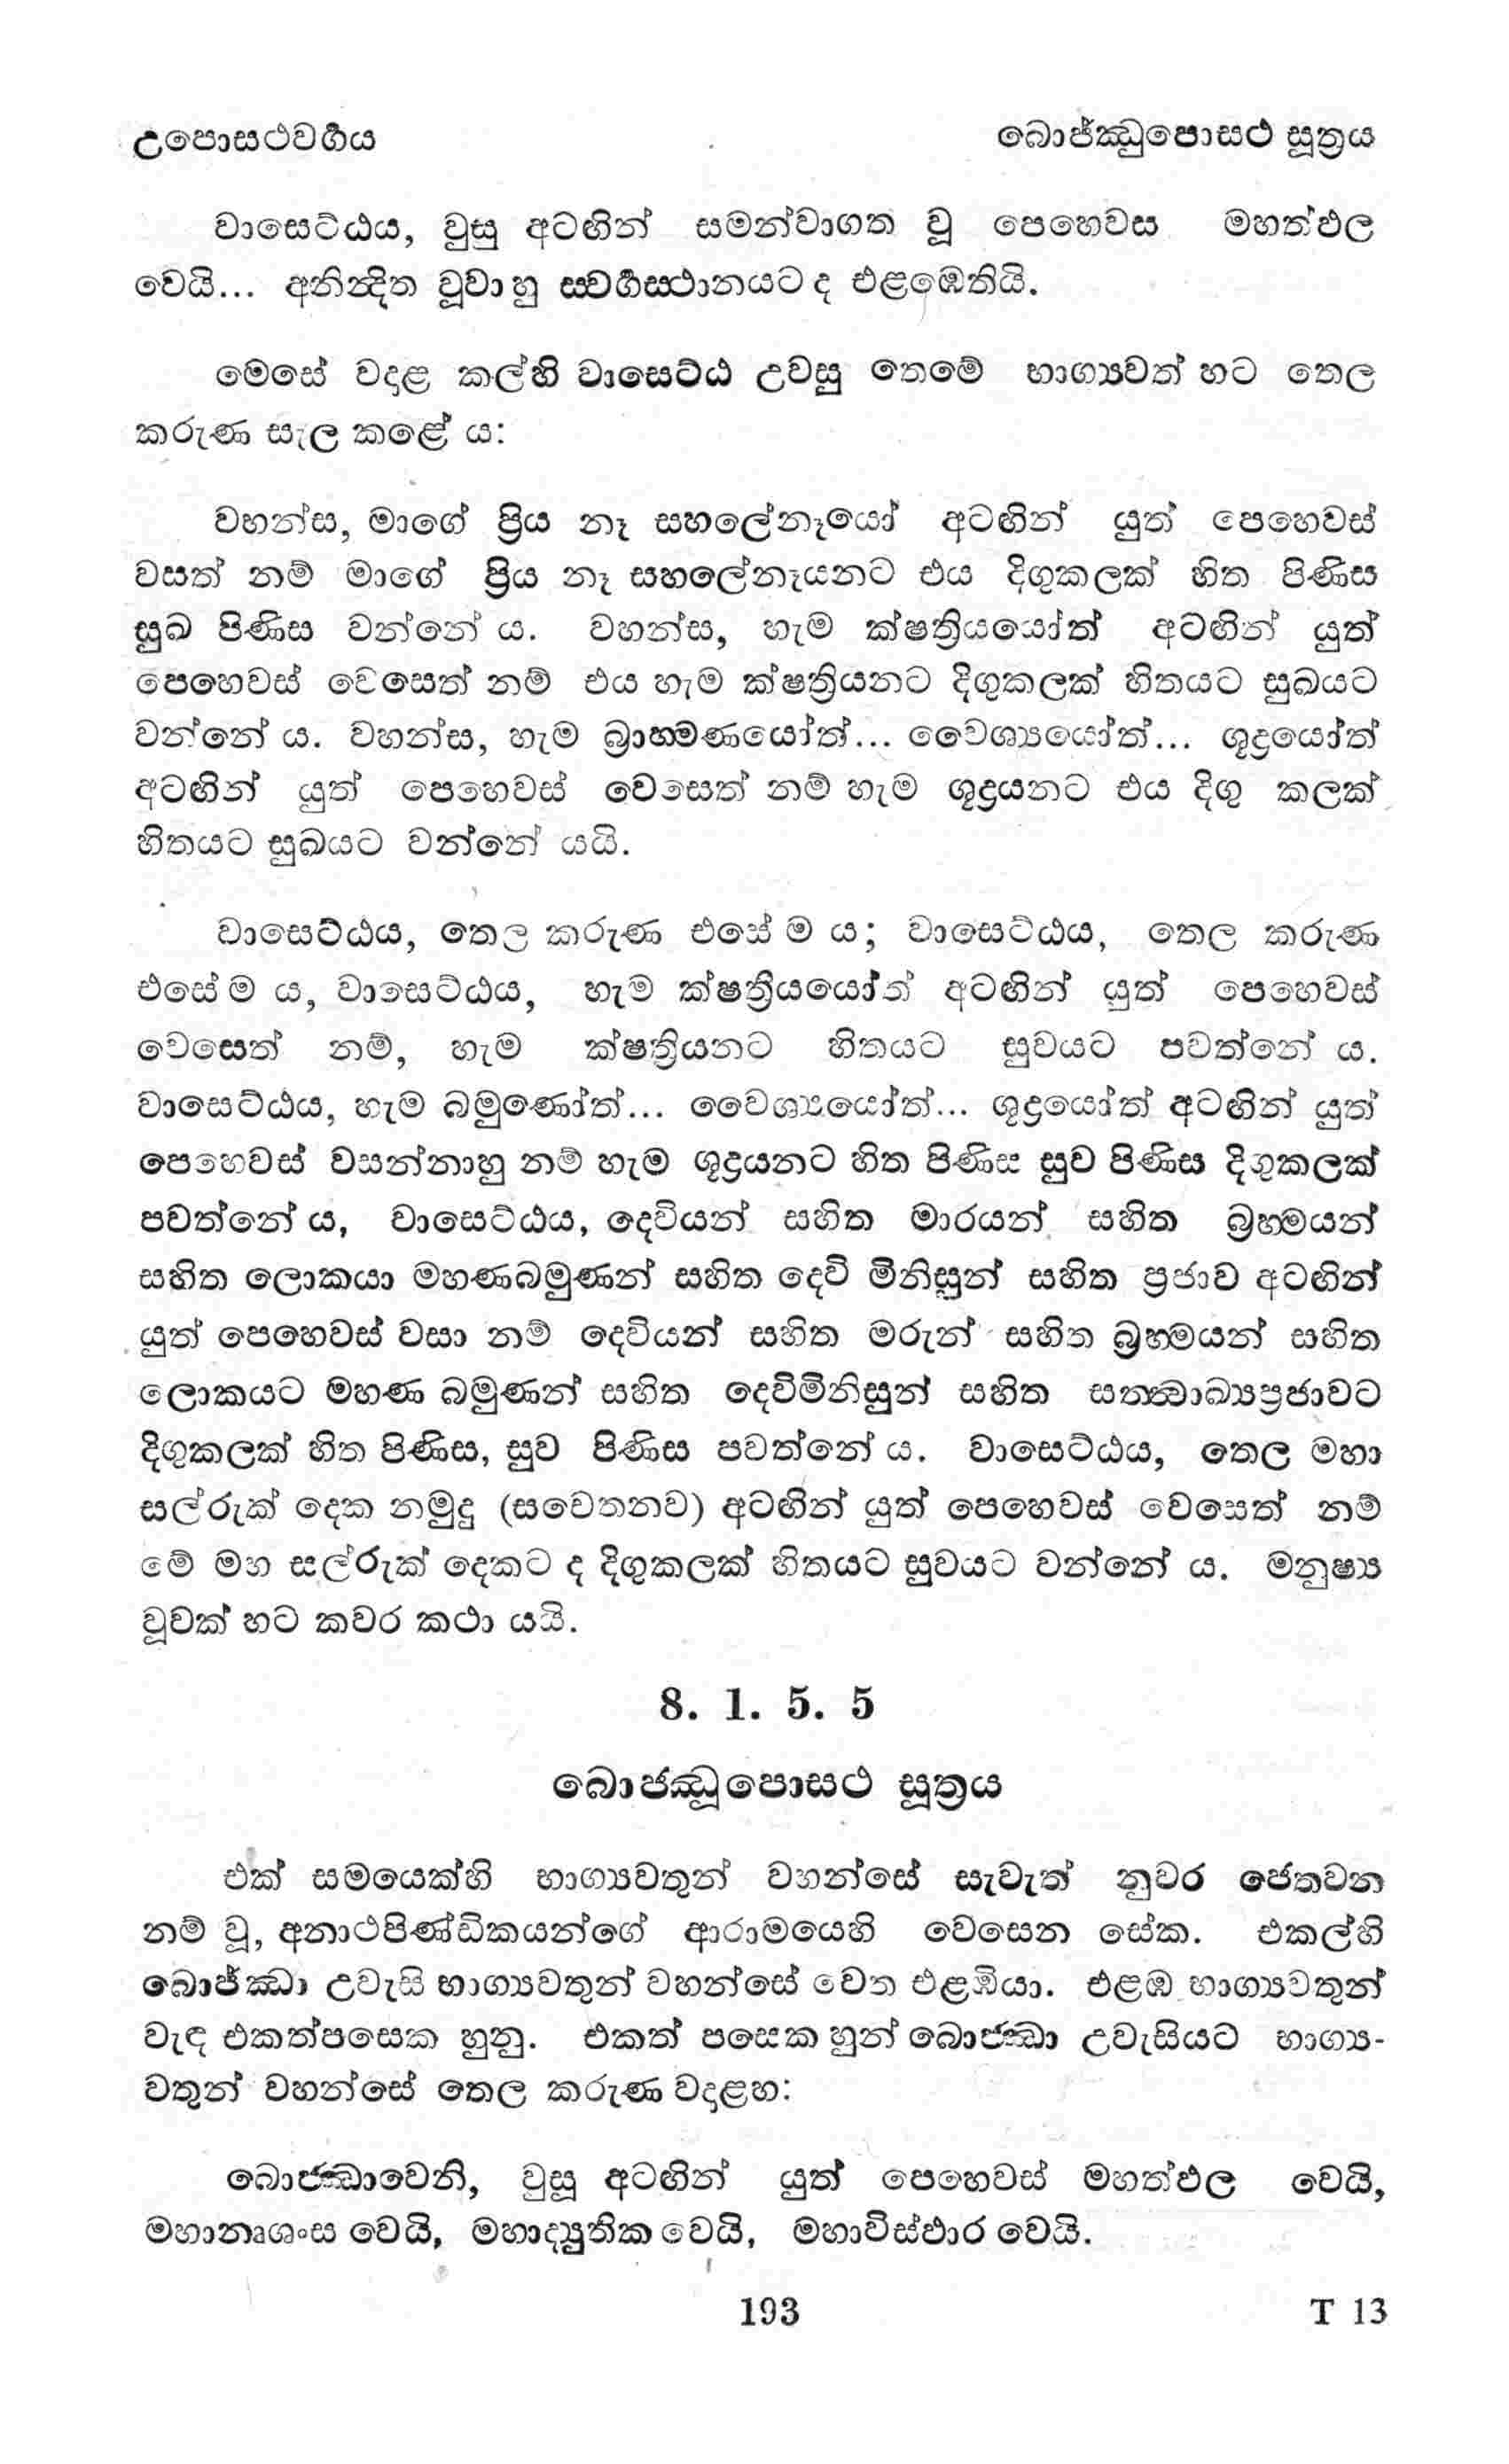 උපොසථවර්‍ගය බොජ්ඣුපොසථ සූත්‍රය
වාසෙට්ඨය, වුසු අටඟින් සමන්වාගත වූ පෙහෙවස මහත්ඵල
වෙයි... අනින්‍දිත වූවාහු ස්වර්‍ගස්ථානයට ද එළඹෙතියි.
මෙසේ වදාළ කල්හි වාසෙට්ඨ උවසු තෙමේ භාග්‍යවත් හට තෙල
කරුණ සැල කළේ ය:
වහන්ස, මාගේ ප්‍රිය නෑ සහලේනෑයෝ අටඟින් යුත් පෙහෙවස්
වසත් නම් මාගේ ප්‍රිය නෑ සහලේනෑයනට එය දිගුකලක් හිත පිණිස
සුඛ පිණිස වන්නේ ය. වහන්ස, හැම ක්ෂත්‍රියයෝත් අටඟින් යුත්
පෙහෙවස් වෙසෙත් නම් එය හැම ක්ෂත්‍රියනට දිගුකලක් හිතයට සුඛයට
වන්නේ ය. වහන්ස, හැම බ්‍රාහ්මණයෝත්... වෛශ්‍යයෝත්... ශූද්‍රයෝත්
අටඟින් යුත් පෙහෙවස් වෙසෙත් නම් හැම ශූද්‍රයනට එය දිගු කලක්
හිතයට සුඛයට වන්නේ යයි.
වාසෙට්ඨය, තෙල කරුණ එසේ ම ය; වාසෙට්ඨය, තෙල කරුණ
එසේ ම ය, වාසෙට්ඨය, හැම ක්ෂත්‍රියයෝත් අටඟින් යුත් පෙහෙවස්
වෙසෙත් නම්, හැම ක්ෂත්‍රියනට හිතයට සුවයට පවත්නේ ය.
වාසෙට්ඨය, හැම බමුණෝත්... වෛශ්‍යයෝත්... ශූද්‍රයෝත් අටඟින් යුත්
පෙහෙවස් වසන්නාහු නම් හැම ශූද්‍රයනට හිත පිණිස සුව පිණිස දිගුකලක්
පවත්නේ ය, වාසෙට්ඨය, දෙවියන් සහිත මාරයන් සහිත බ්‍රහ්මයන්
සහිත ලොකයා මහණබමුණන් සහිත දෙවි මිනිසුන් සහිත ප්‍රජාව අටඟින්
යුත් පෙහෙවස් වසා නම් දෙවියන් සහිත මරුන් සහිත බ්‍රහ්මයන් සහිත
ලොකයට මහණ බමුණන් සහිත දෙවිමිනිසුන් සහිත සත්ත්‍වාඛ්‍යප්‍රජාවට
දිගුකලක් හිත පිණිස, සුව පිණිස පවත්නේ ය. වාසෙට්ඨය, තෙල මහා
සල්රුක් දෙක නමුදු (සවෙතනව) අටඟින් යුත් පෙහෙවස් වෙසෙත් නම්
මේ මහ සල්රුක් දෙකට ද දිගුකලක් හිතයට සුවයට වන්නේ ය. මනුෂ්‍ය
වූවක් හට කවර කථා යයි.
8. 1. 5. 5
බොජ්ඣූපොසථ සූත්‍රය
එක් සමයෙක්හි භාග්‍යවතුන් වහන්සේ සැවැත් නුවර ජෙතවන
නම් වූ, අනාථපිණ්ඩිකයන්ගේ ආරාමයෙහි වෙසෙන සේක. එකල්හි
බොජ්ඣා උවැසි භාග්‍යවතුන් වහන්සේ වෙත එළඹියා. එළඹ භාග්‍යවතුන්
වැඳ එකත්පසෙක හුනු. එකත් පසෙක හුන් බොජ්ඣා උවැසියට භාග්‍ය-
වතුන් වහන්සේ තෙල කරුණ වදාළහ:
බොජ්ඣාවෙනි, වුසූ අටඟින් යුත් පෙහෙවස් මහත්ඵල වෙයි,
මහානෘශංස වෙයි, මහාද්‍යුතික වෙයි, මහාවිස්ඵාර වෙයි.
193 T 13